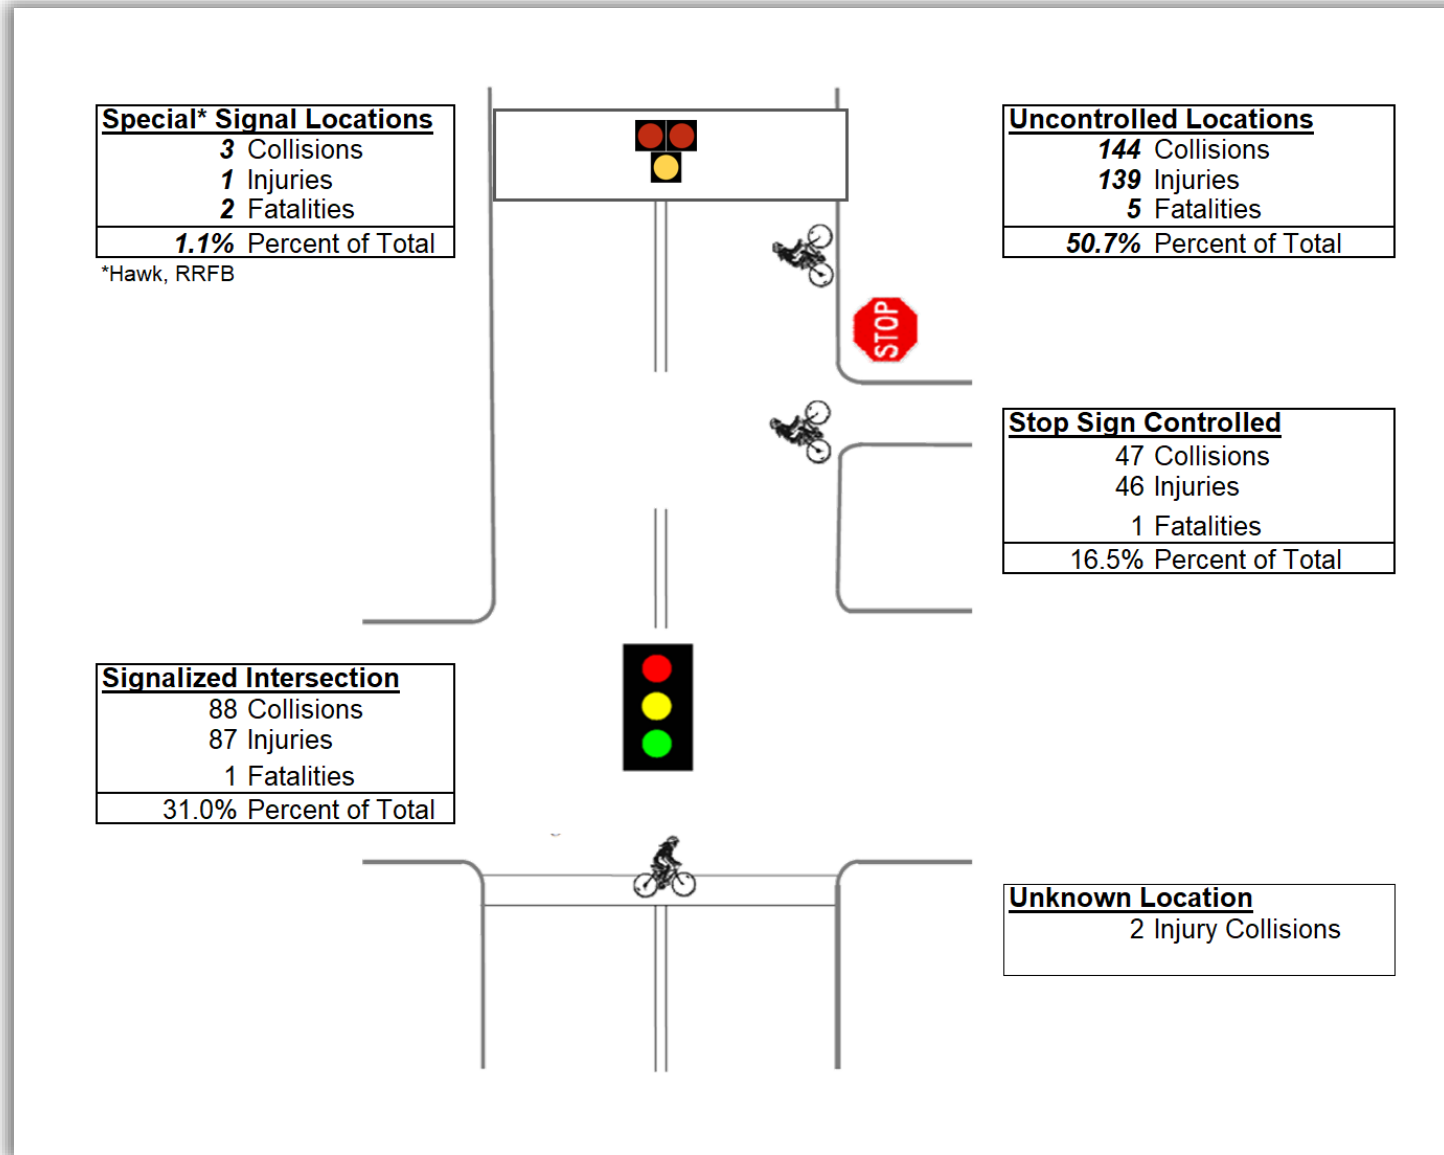 Special* Signal Locations
3 Collisions
1 Injuries
2 Fatalities
1.1% Percent of Total
*Hawk, RRFB
Uncontrolled Locations
144 Collisions
139 Injuries
5 Fatalities
50.7% Percent of Total
STOP
Stop Sign Controlled
47 Collisions
46 Injuries
1 Fatalities
16.5% Percent of Total
Signalized Intersection
88 Collisions
87 Injuries
1 Fatalities
31.0% Percent of Total
Unknown Location
2 Injury Collisions